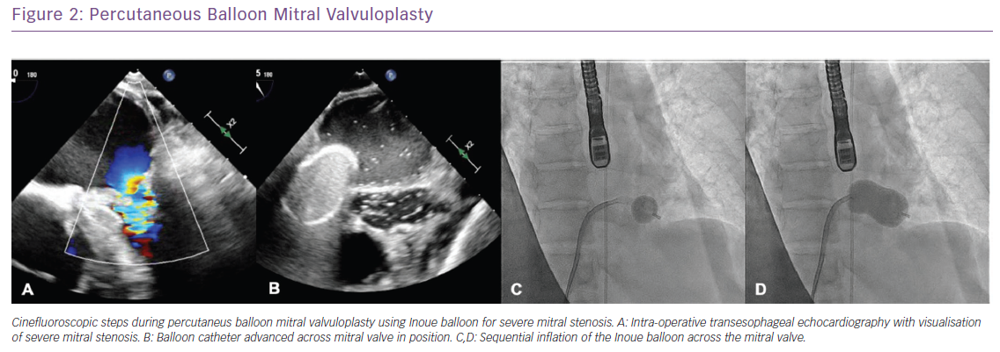 Figure 2: Percutaneous Balloon Mitral Valvuloplasty
0 180
X2
A
5 180
X2
B
C
D
Cinefluoroscopic steps during percutaneus balloon mitral valvuloplasty using Inoue balloon for severe mitral stenosis. A: Intra-operative transesophageal echocardiography with visualisation
of severe mitral stenosis. B: Balloon catheter advanced across mitral valve in position. C,D: Sequential inflation of the Inoue balloon across the mitral valve.